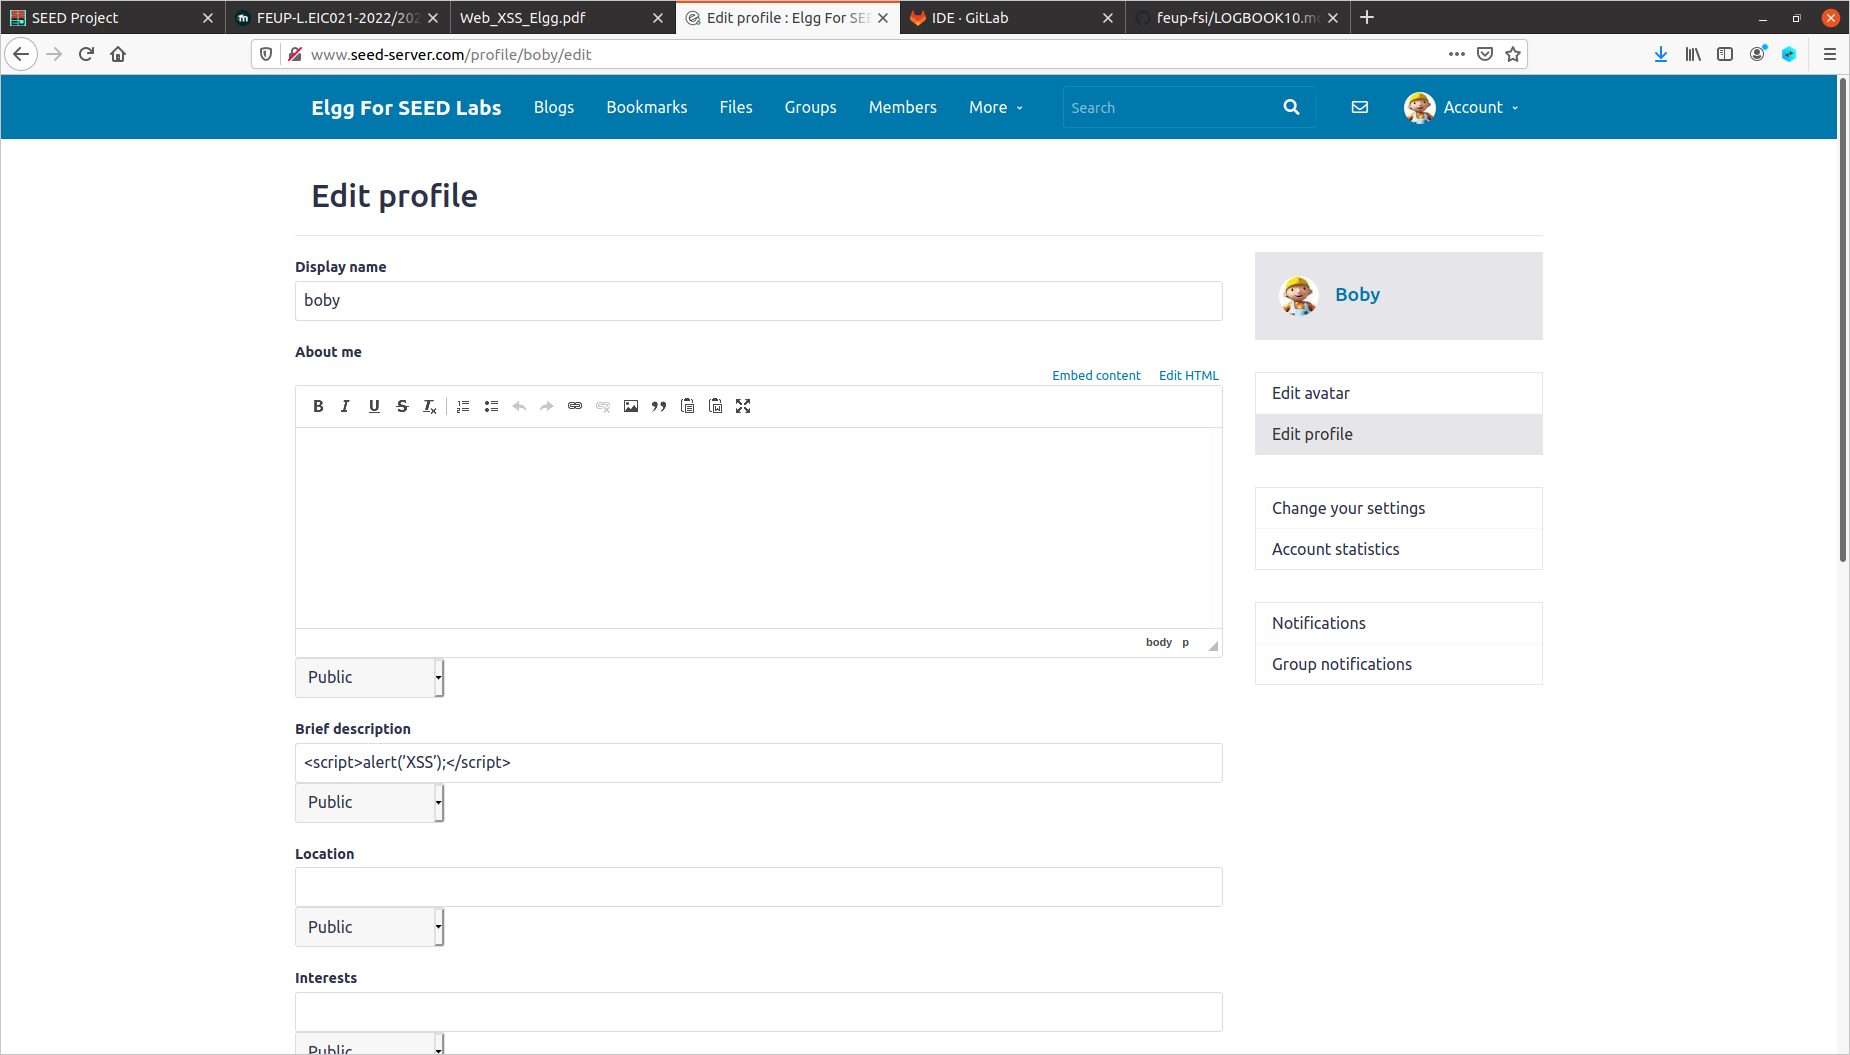 SEED Project
FEUP-L.EIC021-2022/202
Web_XSS_Elgg.pdf
Edit profile : Elgg For SEE
IDE · GitLab
feup-fsi/LOGBOOK10.md
www.seed-server.com/profile/boby/edit
Elgg For SEED Labs
Blogs
Bookmarks
Files
Groups
Members
More
Search
Account
Edit profile
Display name
boby
Boby
About me
Embed content
Edit HTML
Edit avatar
Edit profile
Change your settings
Account statistics
Notifications
Group notifications
body p
Public
Brief description
<script>alert('XSS');</script>
Public
Location
Public
Interests
Public